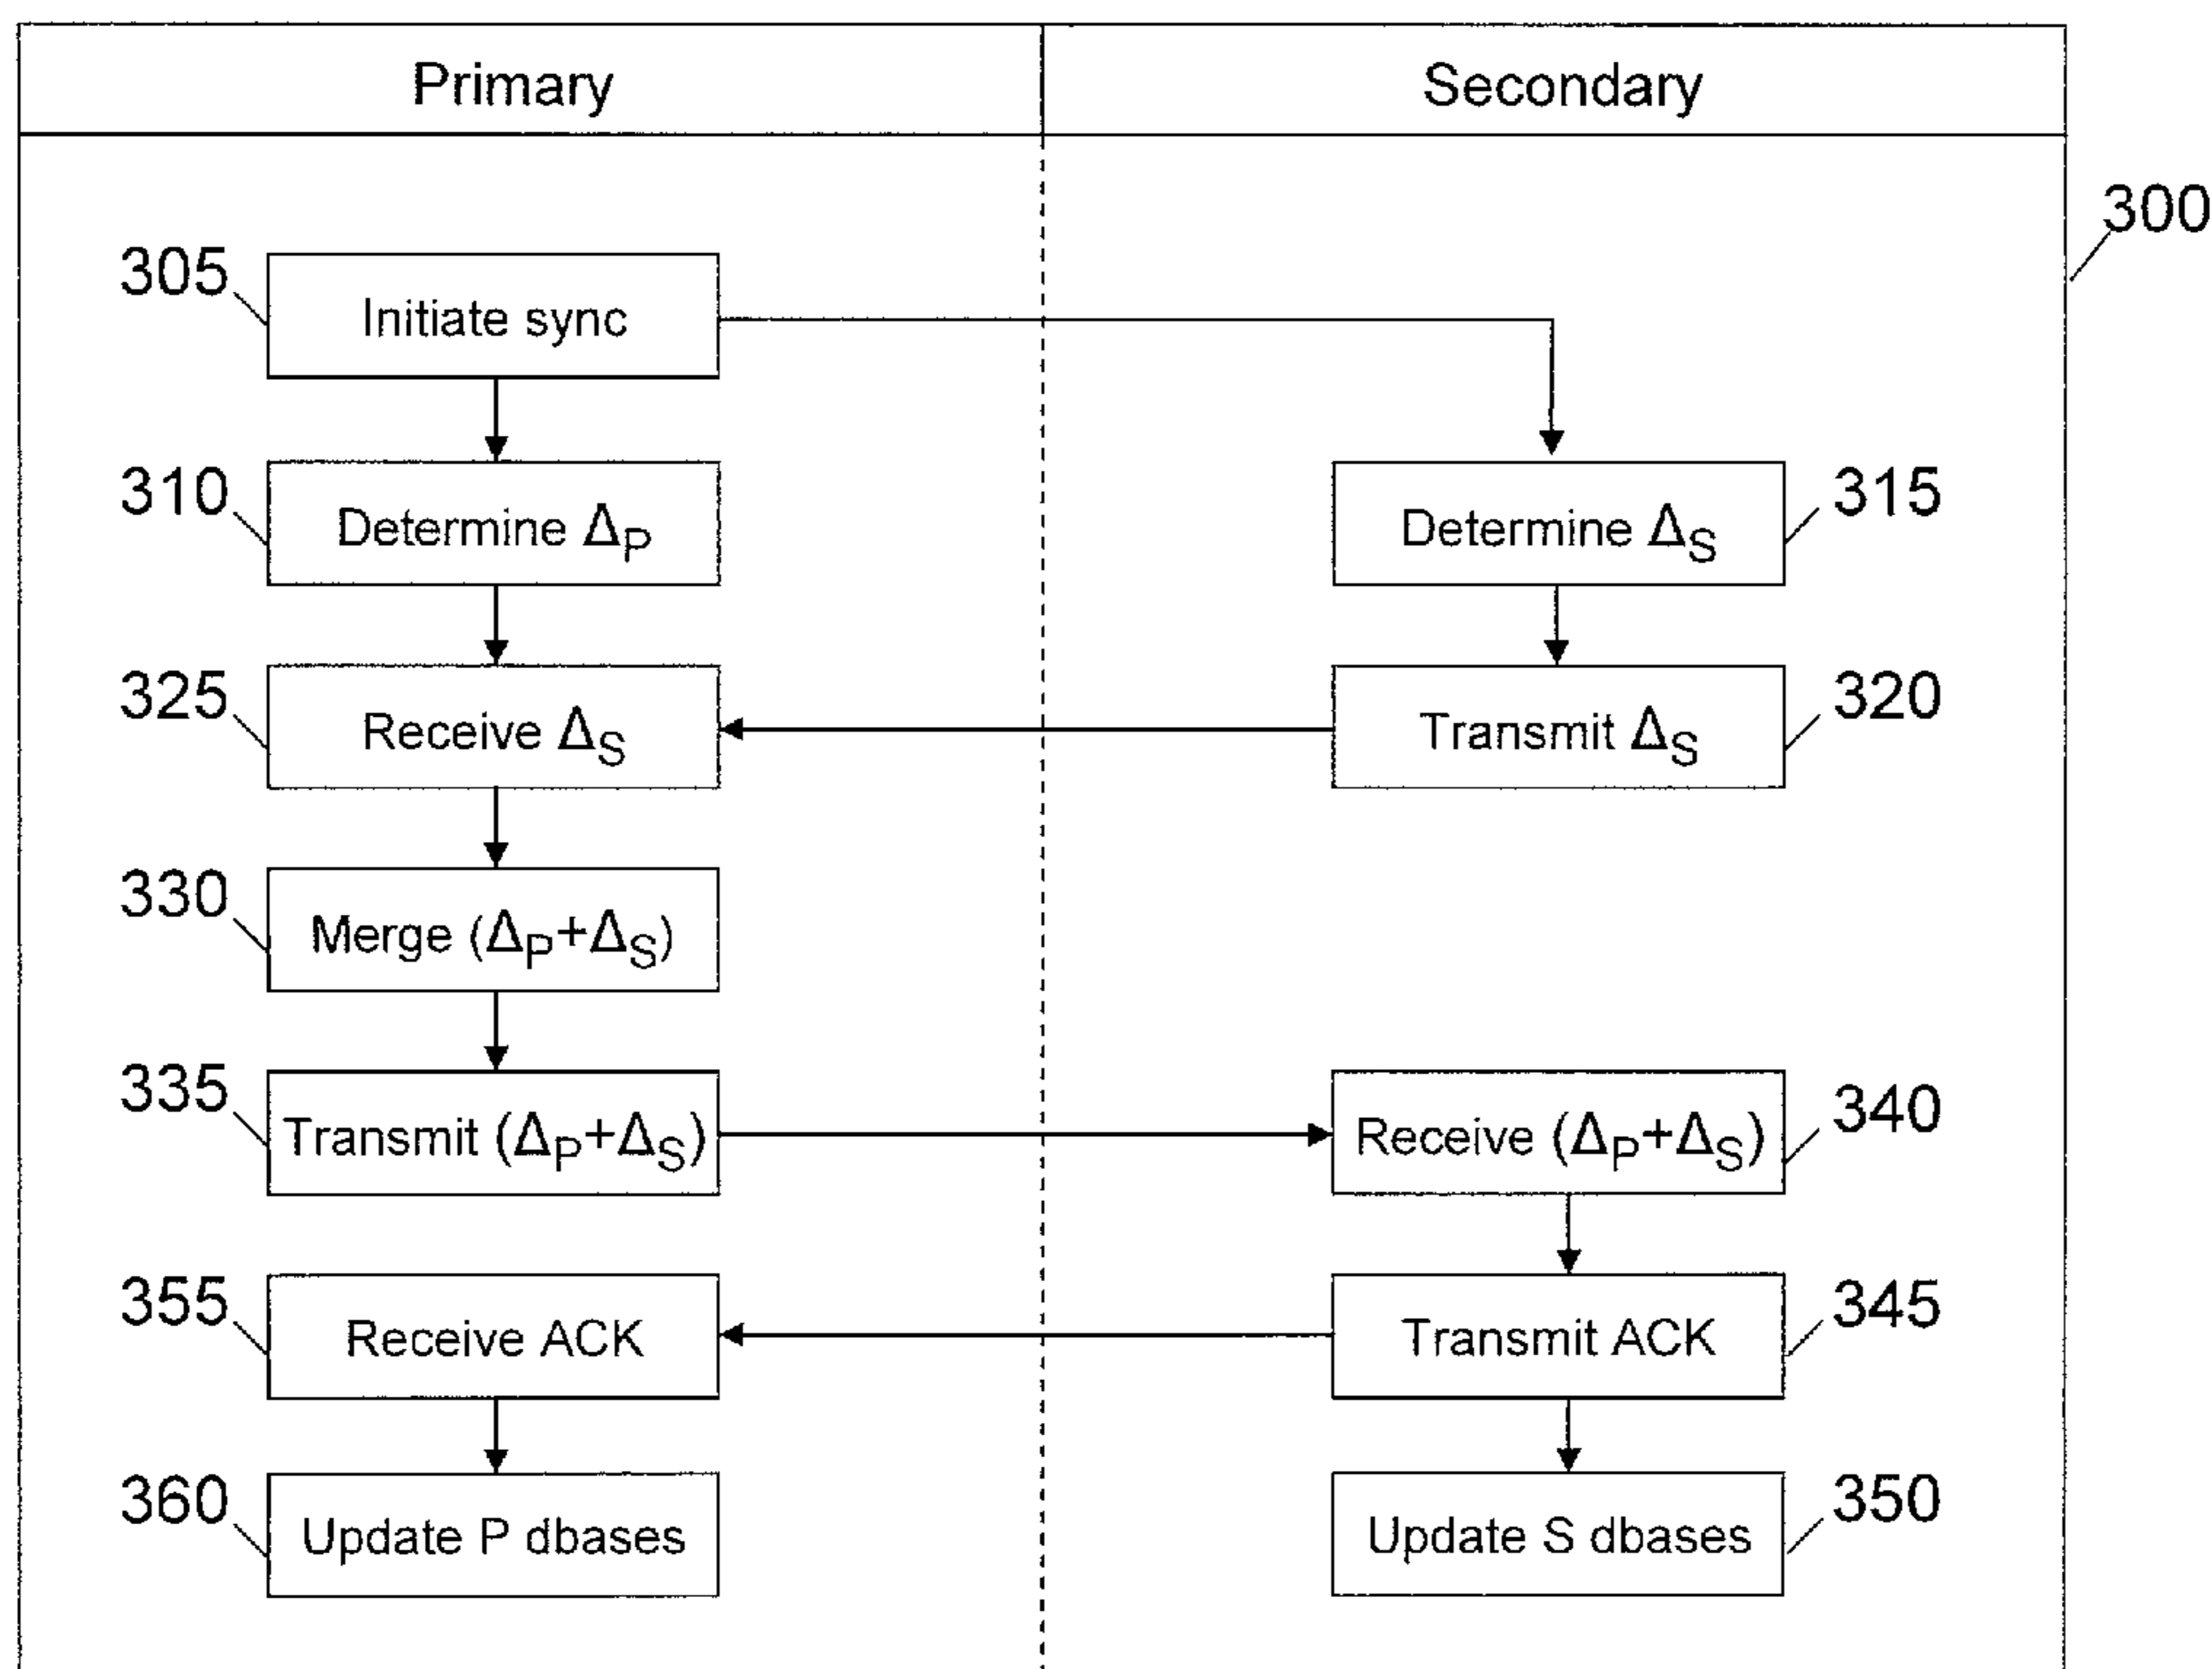 Primary
Secondary
300
305
Initiate sync
310
Determine ΔP
Determine ΔS
315
325
Receive ΔS
Transmit ΔS
320
330
Merge (ΔP+ΔS)
335
Transmit (ΔP+ΔS)
Receive (ΔP+ΔS)
340
355
Receive ACK
Transmit ACK
345
360
Update P dbases
Update S dbases
350